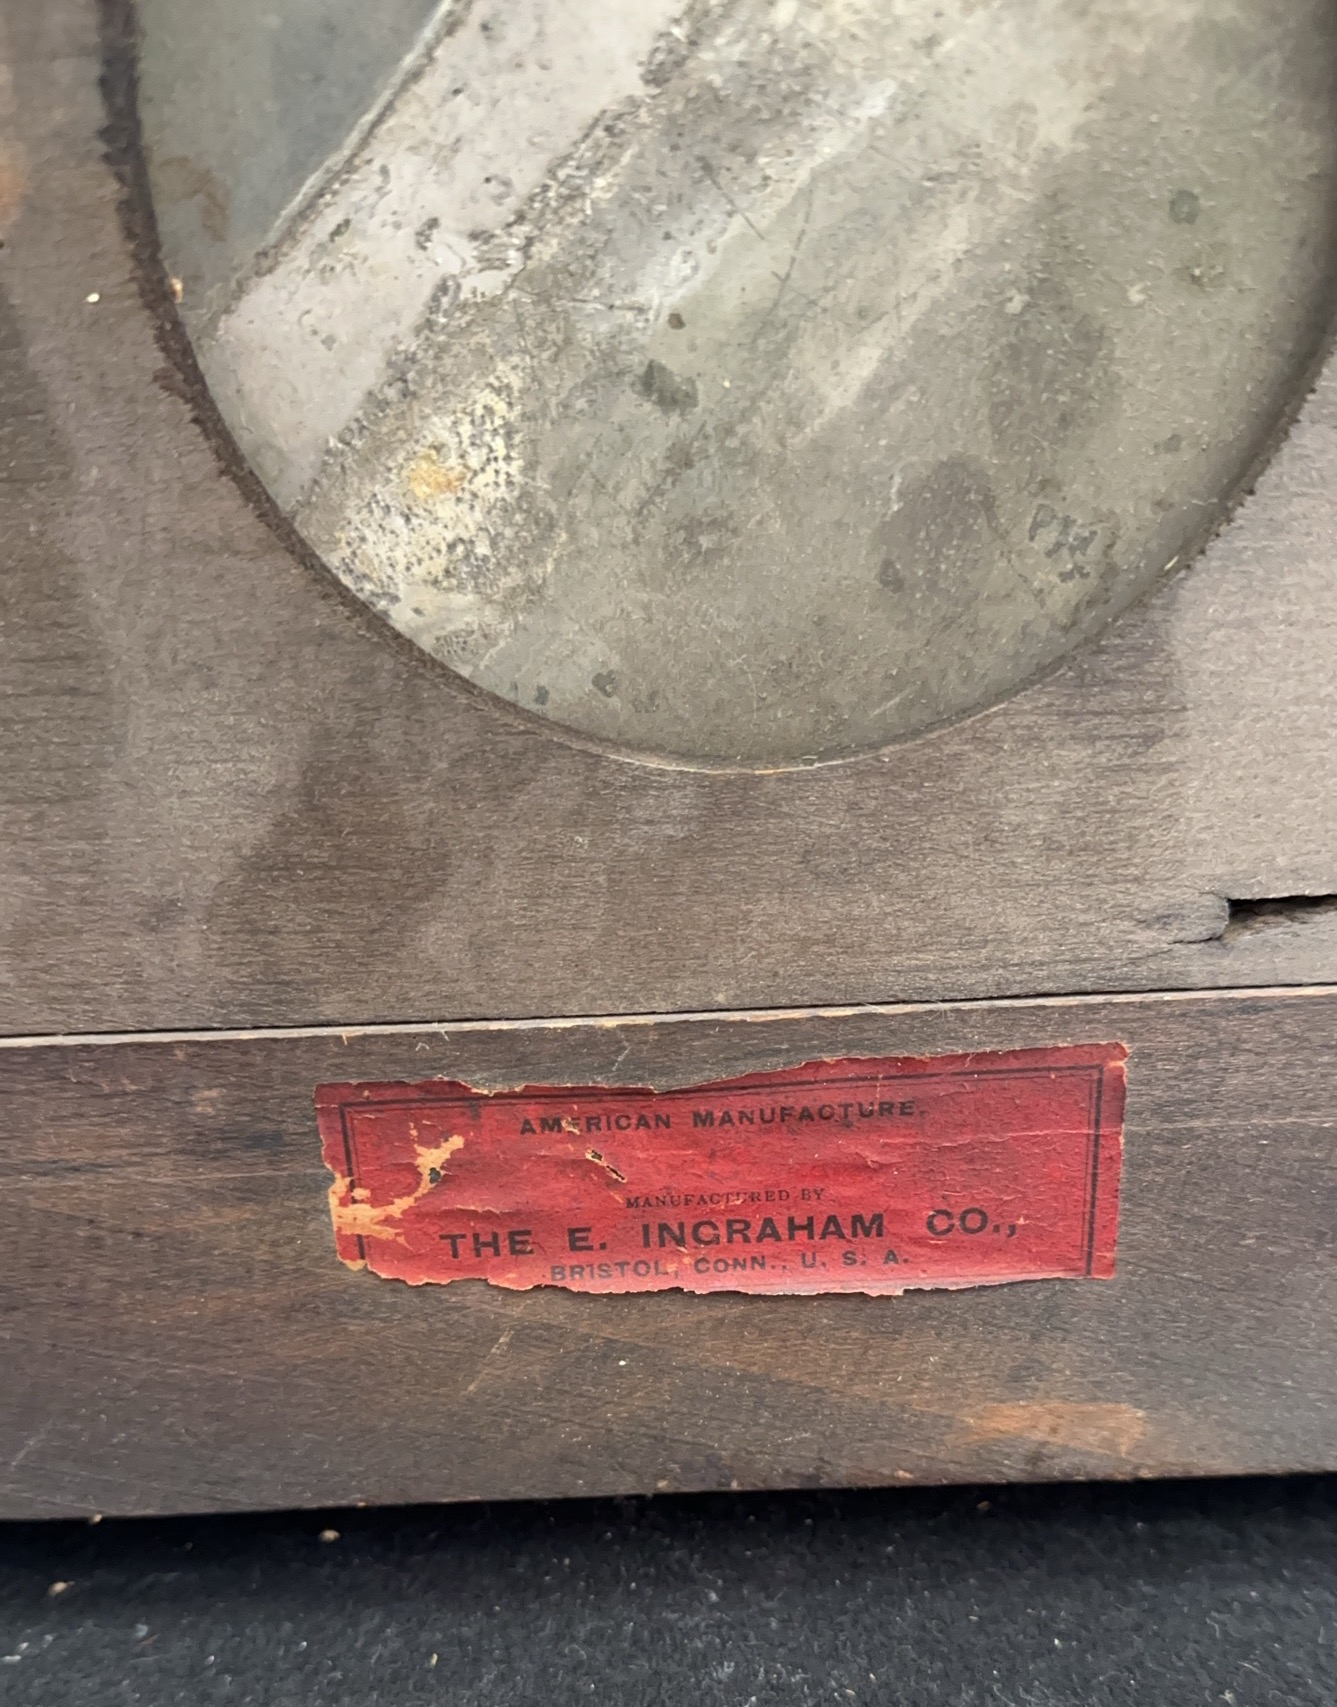 AMERICAN MANUFACTURE.
MANUFACTURED BY
THE E. INGRAHAM CO.,
BRISTOL, CONN., U. S. A.